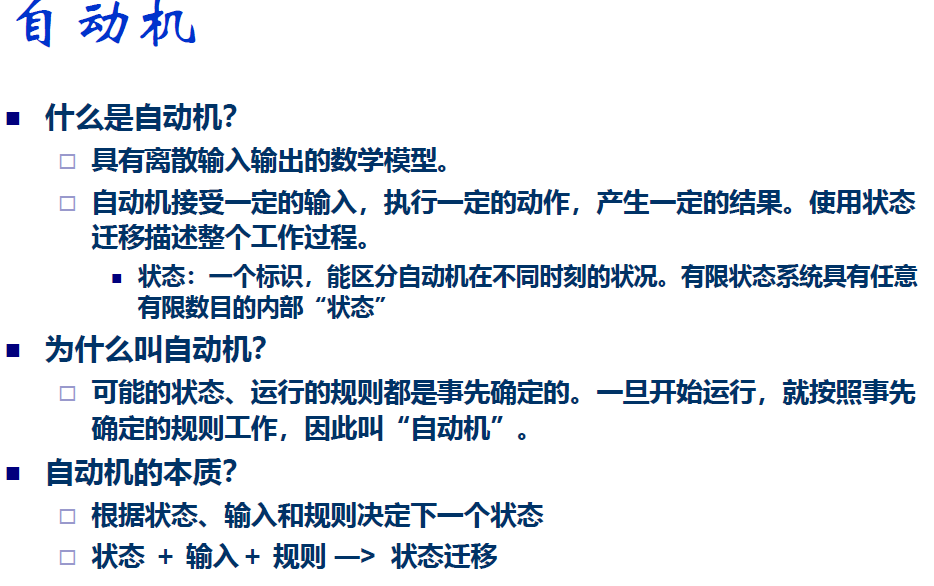 自动机
什么是自动机？
具有离散输入输出的数学模型。
自动机接受一定的输入，执行一定的动作，产生一定的结果。使用状态
迁移描述整个工作过程。
状态：一个标识，能区分自动机在不同时刻的状况。有限状态系统具有任意
有限数目的内部“状态”
为什么叫自动机？
可能的状态、运行的规则都是事先确定的。一旦开始运行，就按照事先
确定的规则工作，因此叫“自动机”。
自动机的本质？
根据状态、输入和规则决定下一个状态
状态 + 输入 + 规则 —> 状态迁移